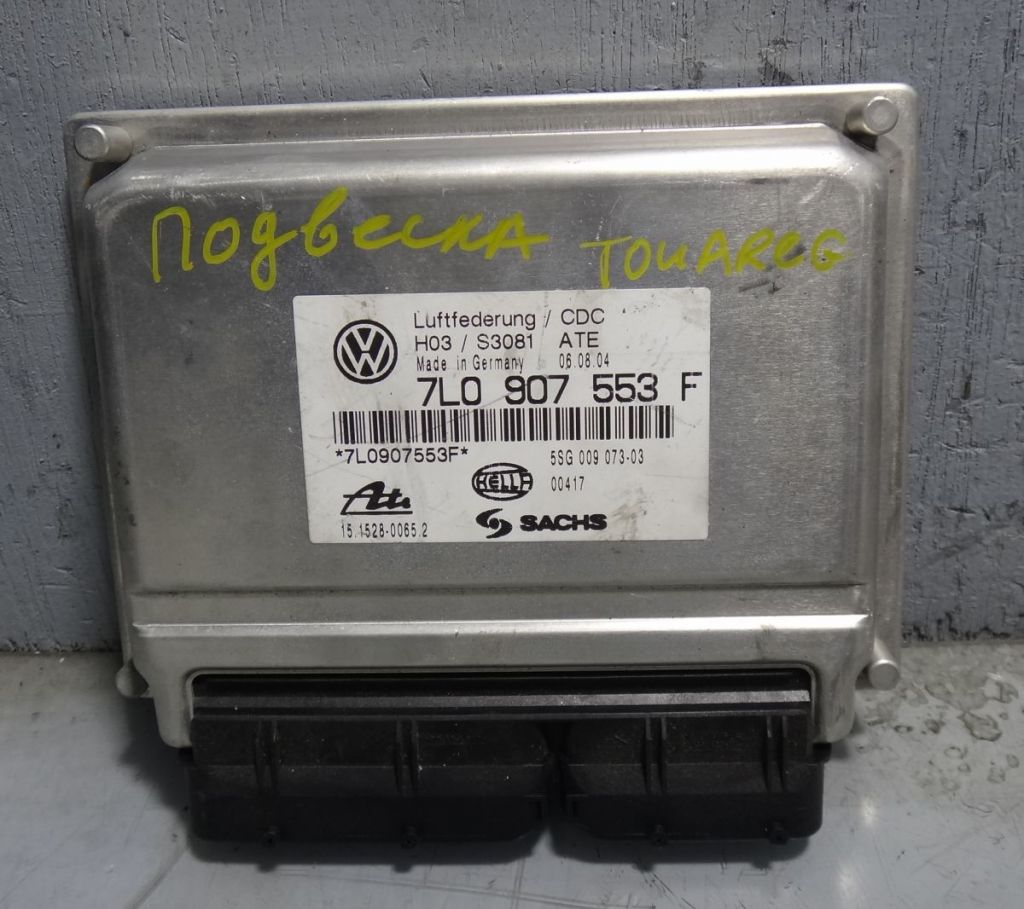 подвеска TOUAREG
Luftfederung / CDC
H03 / S3081 ATE
Made in Germany 06.08.04
7L0 907 553 F
*7L0907553F* 5SG 009 073-03
HELLA 00417
Ate SACHS
15.1528-0065.2